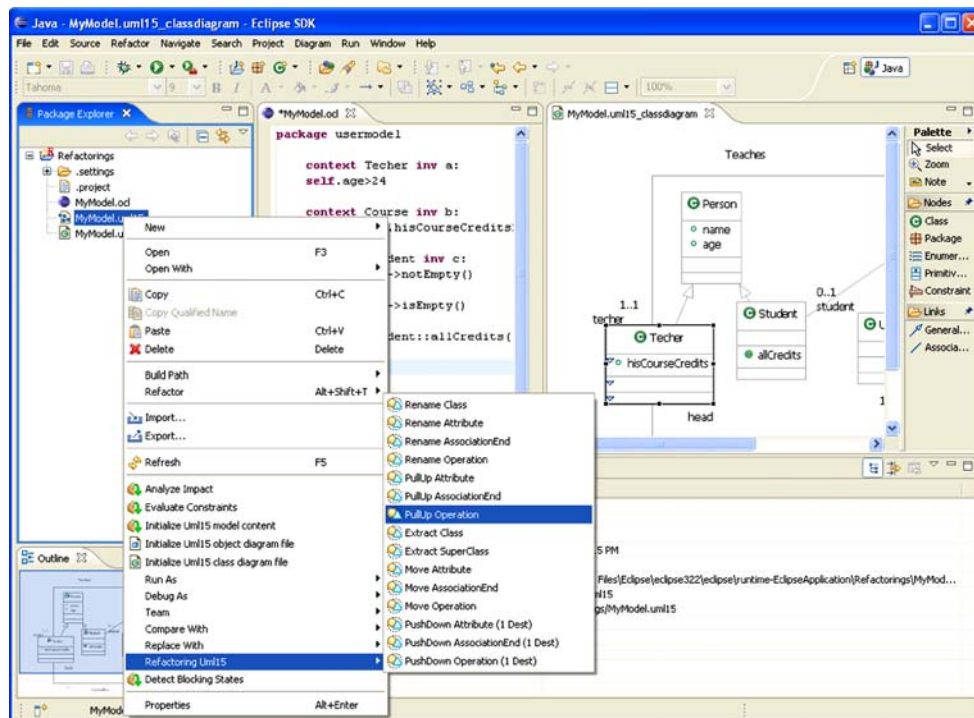 Java - MyModel.uml15_classdiagram - Eclipse SDK
File Edit Source Refactor Navigate Search Project Diagram Run Window Help
Java
Tahoma 9 B I A 100%
Package Explorer
Refactorings
.settings
.project
MyModel.ocl
MyModel.uml15
MyModel.u
*MyModel.ocl
package usermodel
context Techer inv a:
self.age>24
context Course inv b:
.hisCourseCredits
dent inv c:
->notEmpty()
->isEmpty()
dent::allCredits(
MyModel.uml15_classdiagram
Teaches
Person
name
age
1..1
techer
Techer
hisCourseCredits
head
Student
allCredits
0..1
student
U
1
Palette
Select
Zoom
Note
Nodes
Class
Package
Enumer...
Primitiv...
Constraint
Links
General...
Associa...
New
Open F3
Open With
Copy Ctrl+C
Copy Qualified Name
Paste Ctrl+V
Delete Delete
Build Path
Refactor Alt+Shift+T
Import...
Export...
Refresh F5
Analyze Impact
Evaluate Constraints
Initialize Uml15 model content
Initialize Uml15 object diagram file
Initialize Uml15 class diagram file
Run As
Debug As
Team
Compare With
Replace With
Refactoring Uml15
Detect Blocking States
Properties Alt+Enter
Rename Class
Rename Attribute
Rename AssociationEnd
Rename Operation
PullUp Attribute
PullUp AssociationEnd
PullUp Operation
Extract Class
Extract SuperClass
Move Attribute
Move AssociationEnd
Move Operation
PushDown Attribute (1 Dest)
PushDown AssociationEnd (1 Dest)
PushDown Operation (1 Dest)
5 PM
Files\Eclipse\eclipse322\eclipse\runtime-EclipseApplication\Refactorings\MyMod...
ml15
gs/MyModel.uml15
Outline
MyMod